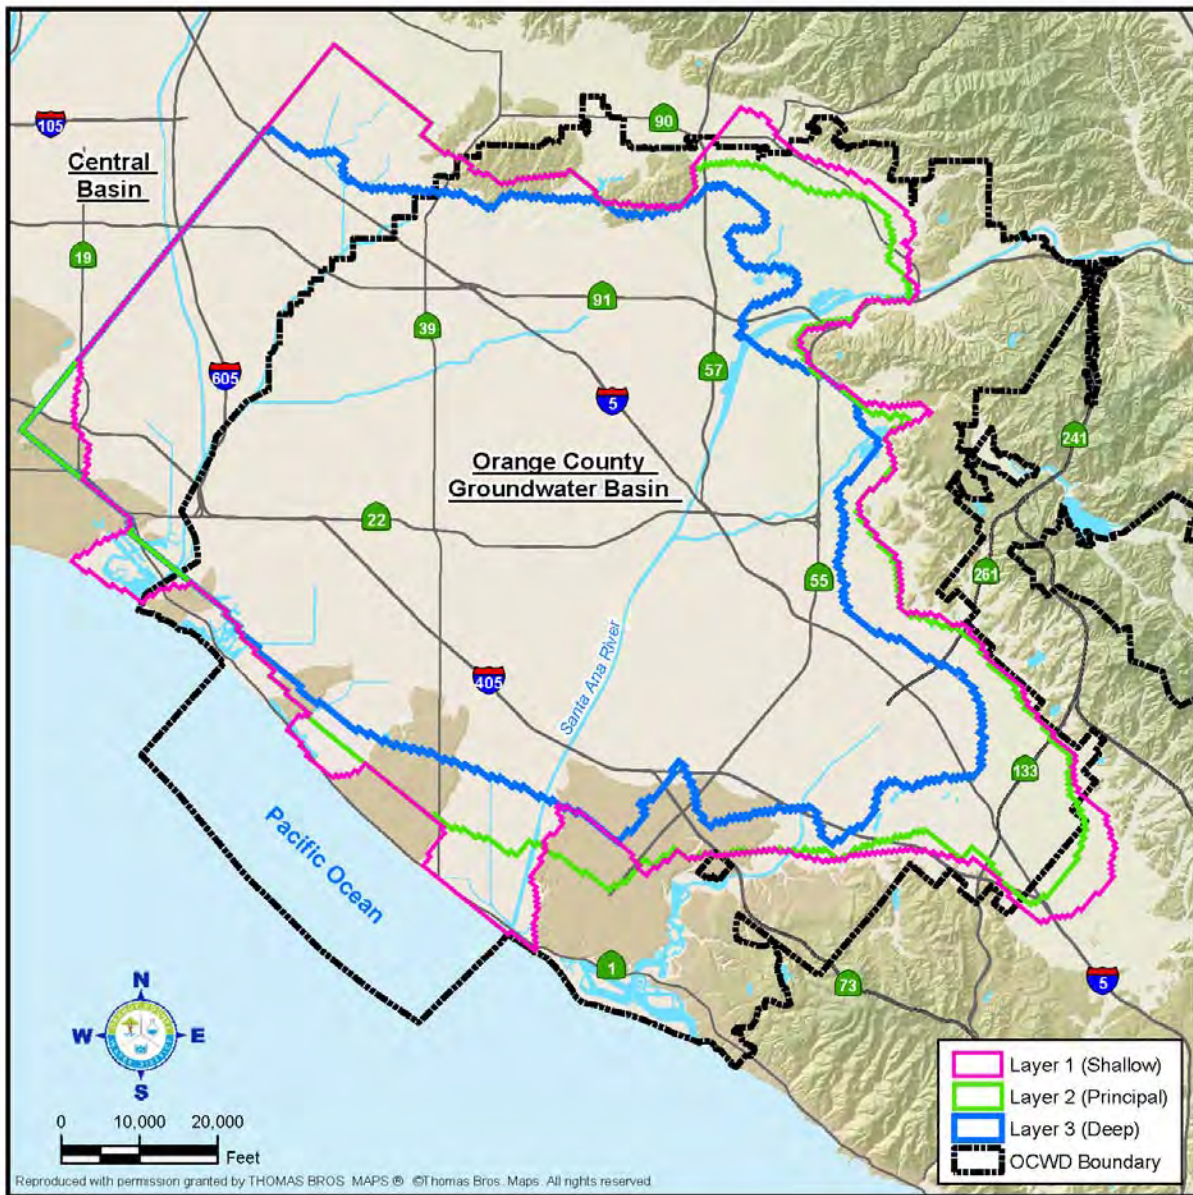 90
105
Central
Basin
19
91
39
57
605
5
241
Orange County
Groundwater Basin
22
261
55
Santa Ana River
405
133
Pacific Ocean
1
73
5
N
W
E
S
Layer 1 (Shallow)
Layer 2 (Principal)
Layer 3 (Deep)
OCWD Boundary
0 10,000 20,000
Feet
Reproduced with permission granted by THOMAS BROS MAPS ® ©Thomas Bros. Maps. All rights reserved